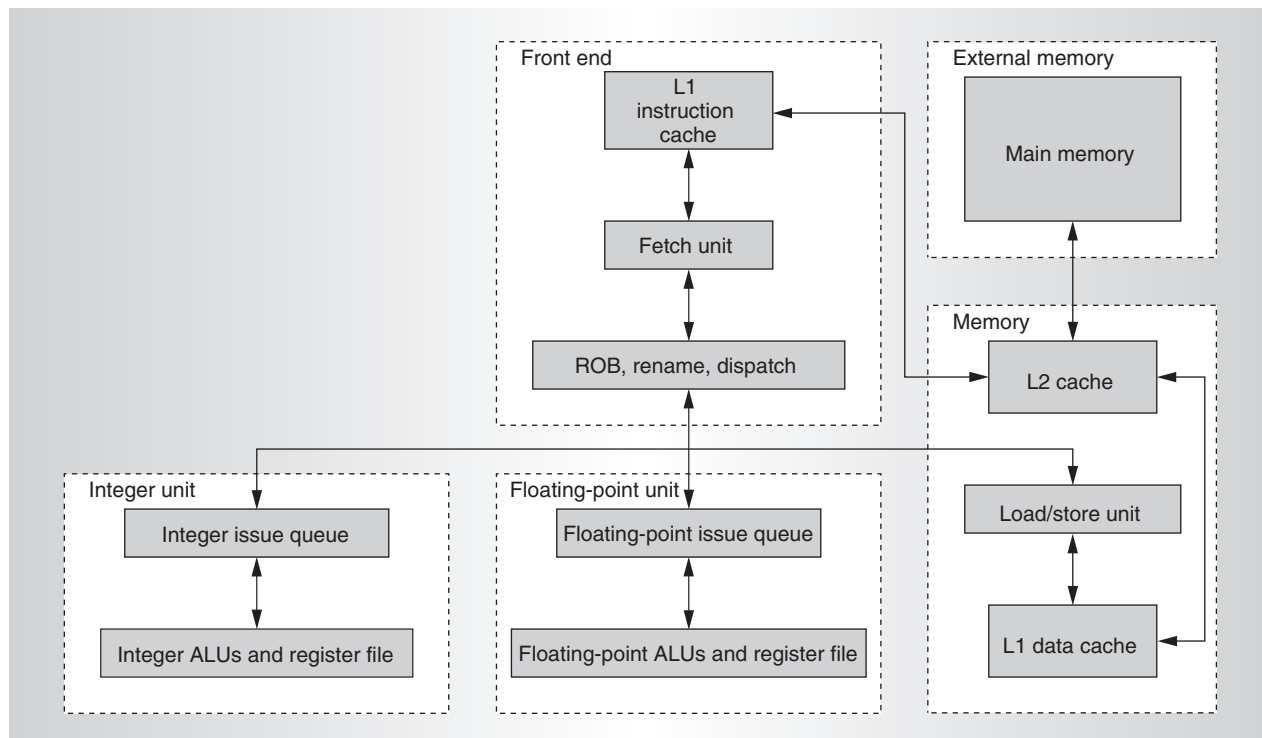 Front end
L1
instruction
cache
Fetch unit
ROB, rename, dispatch
External memory
Main memory
Memory
L2 cache
Load/store unit
L1 data cache
Integer unit
Integer issue queue
Integer ALUs and register file
Floating-point unit
Floating-point issue queue
Floating-point ALUs and register file